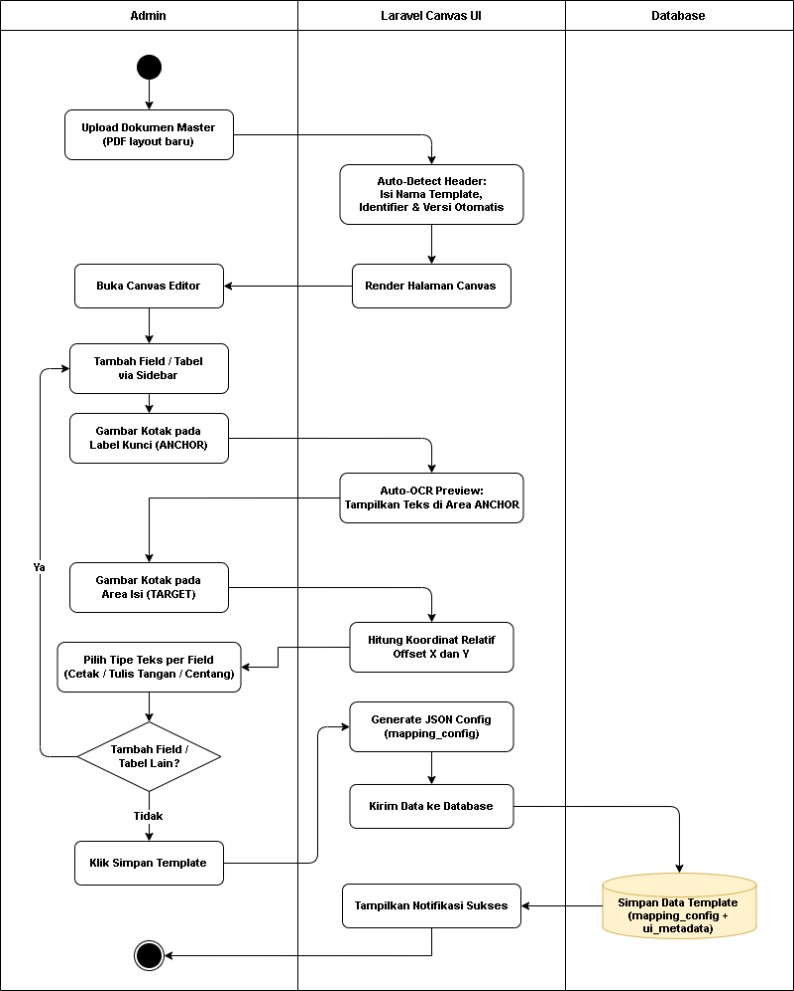 Admin
Laravel Canvas UI
Database
Upload Dokumen Master
(PDF layout baru)
Auto-Detect Header:
Isi Nama Template,
Identifier & Versi Otomatis
Buka Canvas Editor
Render Halaman Canvas
Tambah Field / Tabel
via Sidebar
Gambar Kotak pada
Label Kunci (ANCHOR)
Auto-OCR Preview:
Tampilkan Teks di Area ANCHOR
Ya
Gambar Kotak pada
Area Isi (TARGET)
Hitung Koordinat Relatif
Offset X dan Y
Pilih Tipe Teks per Field
(Cetak / Tulis Tangan / Centang)
Generate JSON Config
(mapping_config)
Tambah Field /
Tabel Lain?
Kirim Data ke Database
Tidak
Klik Simpan Template
Simpan Data Template
(mapping_config +
ui_metadata)
Tampilkan Notifikasi Sukses